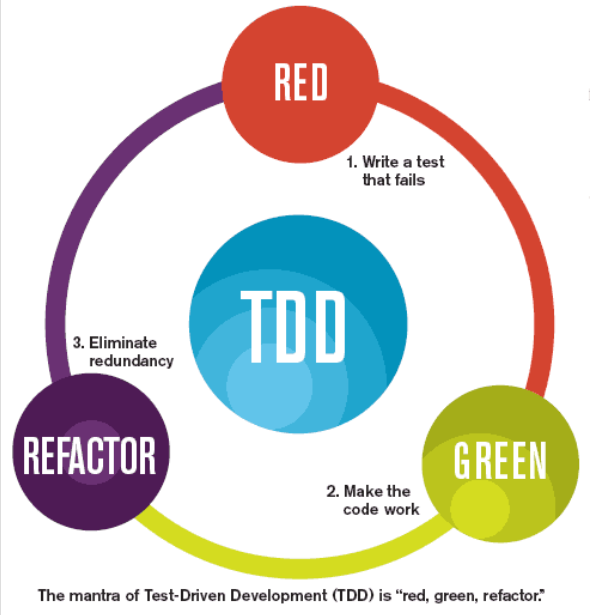 RED
1. Write a test
that fails
TDD
3. Eliminate
redundancy
REFACTOR
GREEN
2. Make the
code work
The mantra of Test-Driven Development (TDD) is “red, green, refactor.”